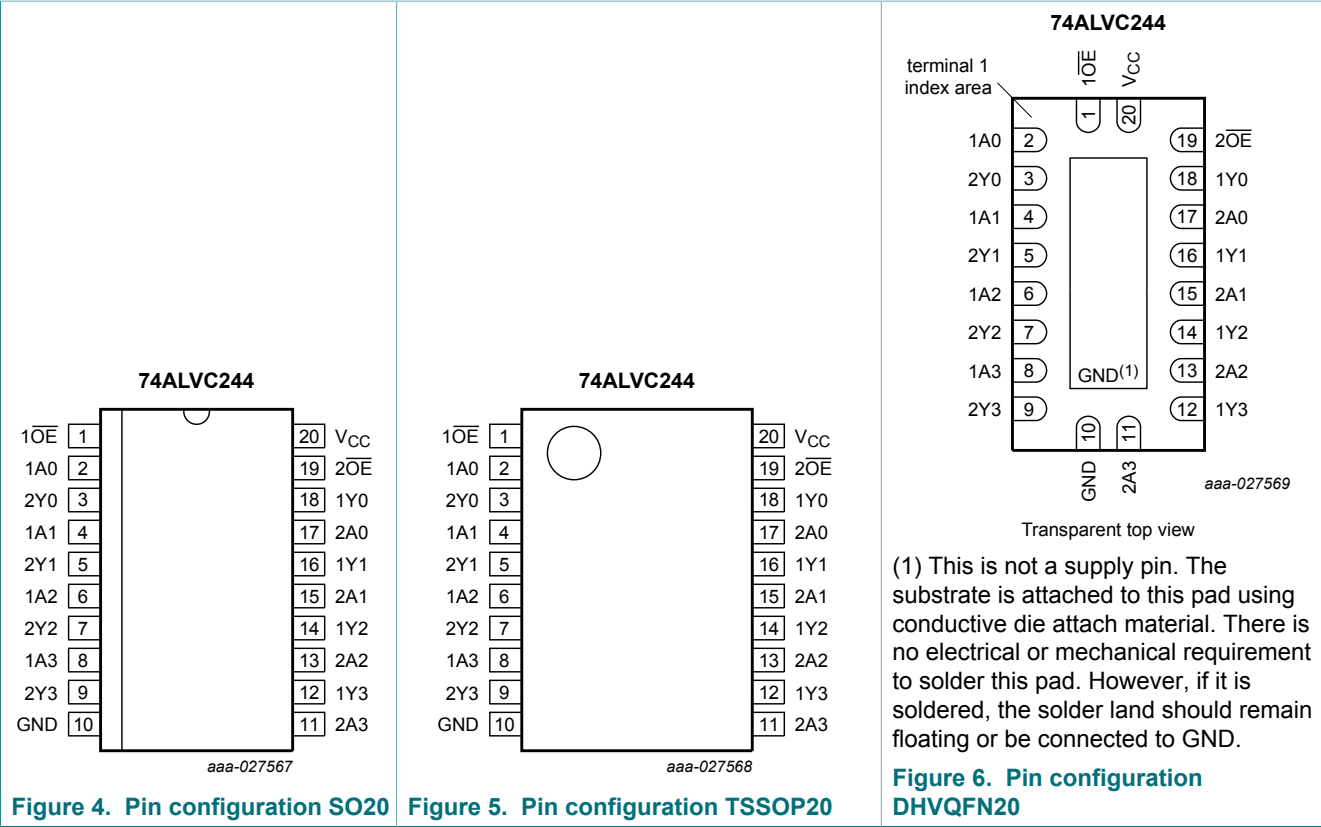 74ALVC244
1O̅E̅ 1
1A0 2
2Y0 3
1A1 4
2Y1 5
1A2 6
2Y2 7
1A3 8
2Y3 9
GND 10
20 VCC
19 2O̅E̅
18 1Y0
17 2A0
16 1Y1
15 2A1
14 1Y2
13 2A2
12 1Y3
11 2A3
aaa-027567
Figure 4. Pin configuration SO20
74ALVC244
1O̅E̅ 1
1A0 2
2Y0 3
1A1 4
2Y1 5
1A2 6
2Y2 7
1A3 8
2Y3 9
GND 10
20 VCC
19 2O̅E̅
18 1Y0
17 2A0
16 1Y1
15 2A1
14 1Y2
13 2A2
12 1Y3
11 2A3
aaa-027568
Figure 5. Pin configuration TSSOP20
74ALVC244
terminal 1
index area
1O̅E̅
VCC
1
20
1A0 2
2Y0 3
1A1 4
2Y1 5
1A2 6
2Y2 7
1A3 8
2Y3 9
19 2O̅E̅
18 1Y0
17 2A0
16 1Y1
15 2A1
14 1Y2
13 2A2
12 1Y3
GND(1)
10
11
GND
2A3
aaa-027569
Transparent top view
(1) This is not a supply pin. The
substrate is attached to this pad using
conductive die attach material. There is
no electrical or mechanical requirement
to solder this pad. However, if it is
soldered, the solder land should remain
floating or be connected to GND.
Figure 6. Pin configuration
DHVQFN20